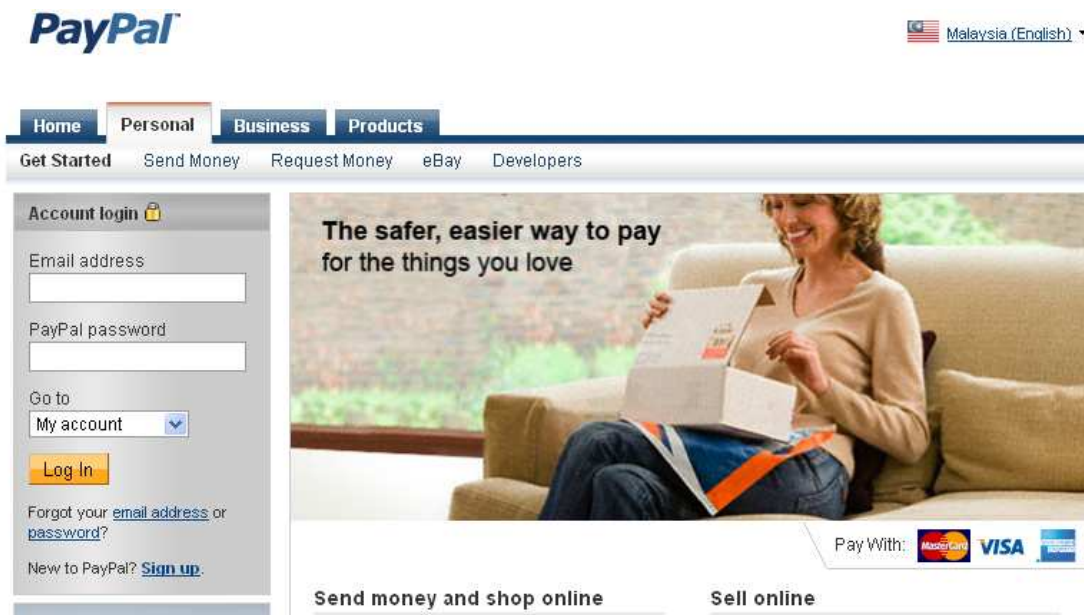 PayPal
Malaysia (English)
Home Personal Business Products
Get Started Send Money Request Money eBay Developers
Account login
Email address
PayPal password
Go to
My account
Log In
Forgot your email address or
password?
New to PayPal? Sign up.
The safer, easier way to pay
for the things you love
Pay With: MasterCard VISA
Send money and shop online
Sell online